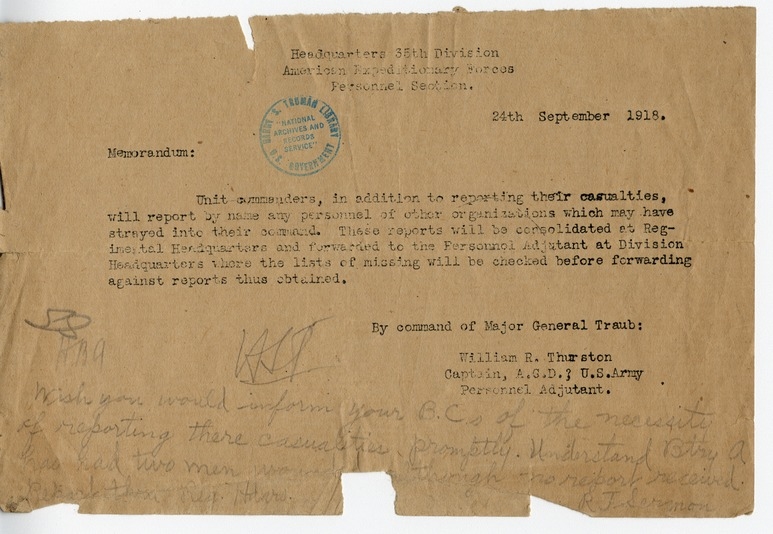 Headquarters 35th Division
American Expeditionary Forces
Personnel Section.
24th September 1918.
HARRY S. TRUMAN LIBRARY
"NATIONAL
ARCHIVES AND
RECORDS
SERVICE"
U.S. GOVERNMENT
Memorandum:
Unit commanders, in addition to reporting their casualties,
will report by name any personnel of other organizations which may have
strayed into their command. These reports will be consolidated at Reg-
imental Headquarters and forwarded to the Personnel Adjutant at Division
Headquarters where the lists of missing will be checked before forwarding
against reports thus obtained.
By command of Major General Traub:
William R. Thurston
Captain, A.G.D.; U.S.Army
Personnel Adjutant.
HST
Wish you would inform your B.C.s of the necessity
of reporting there casualties promptly. Understand Btry A
has had two men though no report received
Reg. Hdqrs.
R.T.